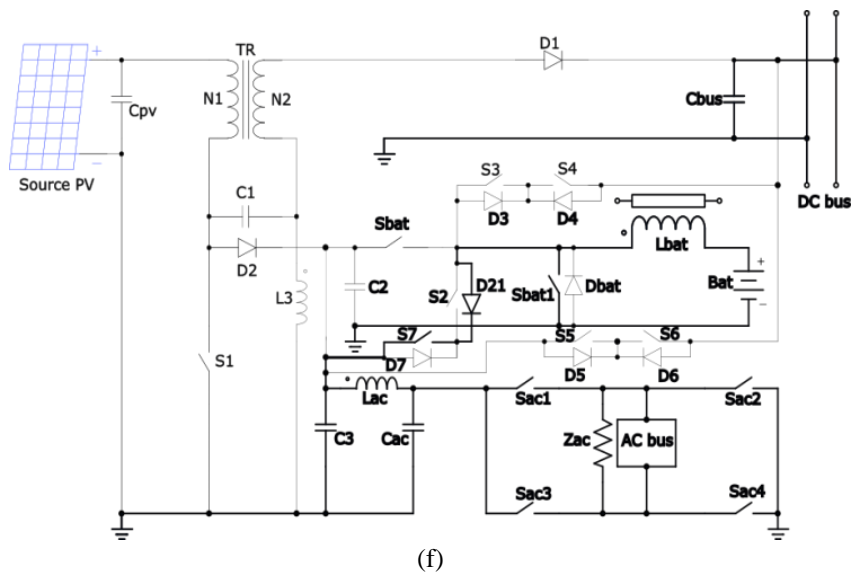 TR
D1
+
N1
N2
Cpv
Cbus
−
Source PV
S3
S4
C1
D3
D4
DC bus
Sbat
D2
Lbat
+
C2
S2
D21
Sbat1
Dbat
Bat
−
L3
S7
S5
S6
S1
D7
D5
D6
Lac
Sac1
Sac2
C3
Cac
Zac
AC bus
Sac3
Sac4
(f)